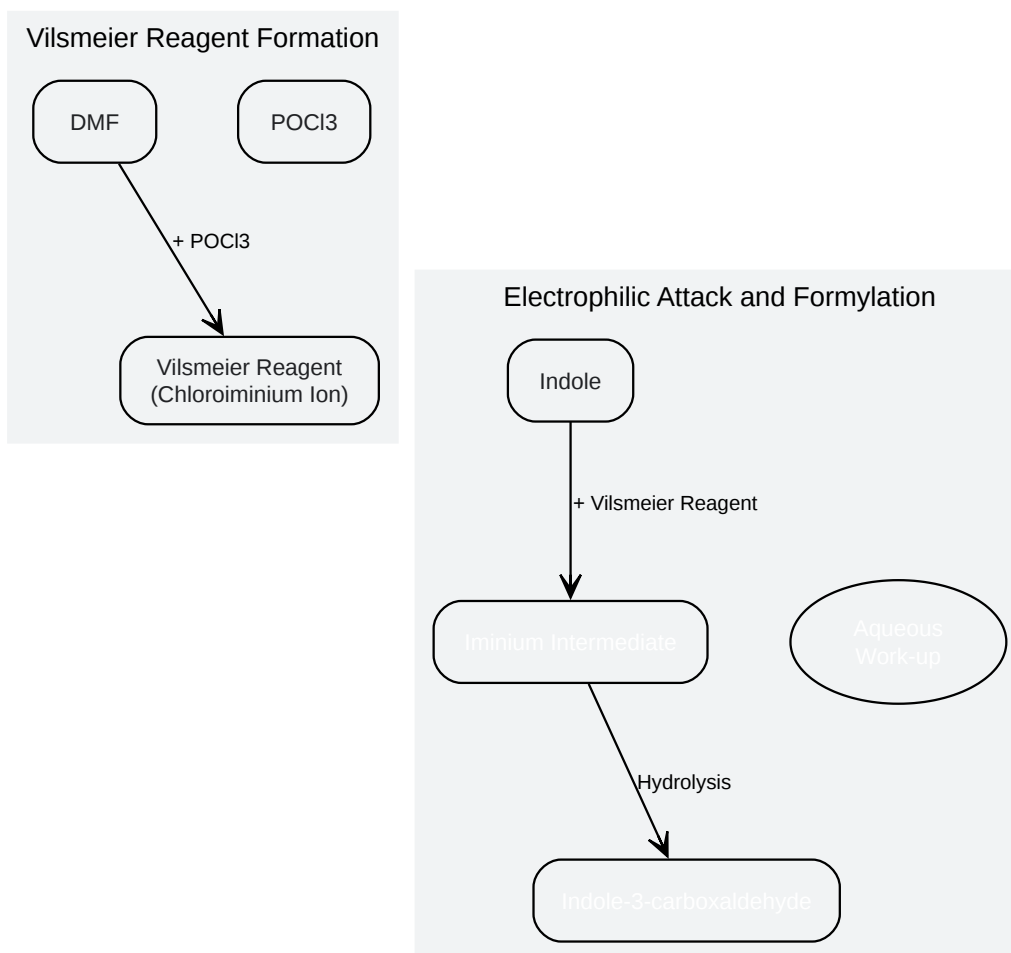 Vilsmeier Reagent Formation
DMF
POCl3
+ POCl3
Vilsmeier Reagent
(Chloroiminium Ion)
Electrophilic Attack and Formylation
Indole
+ Vilsmeier Reagent
Iminium Intermediate
Aqueous
Work-up
Hydrolysis
Indole-3-carboxaldehyde